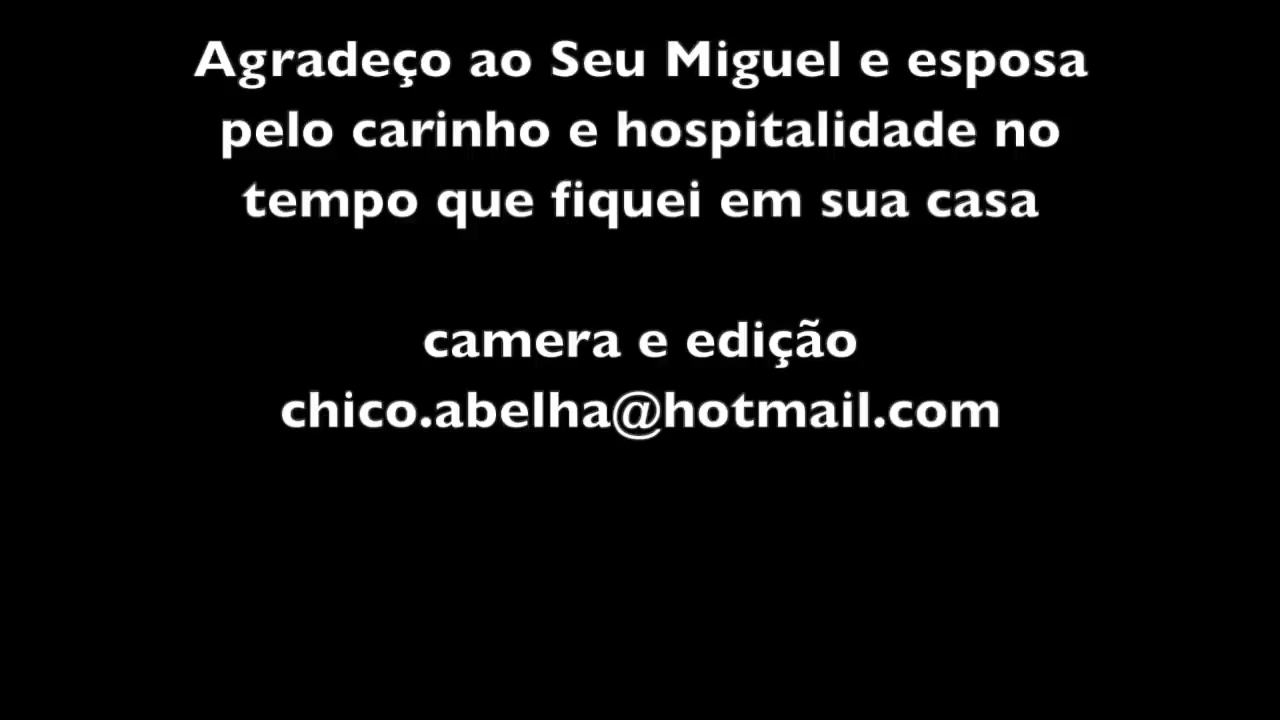 Agradeço ao Seu Miguel e esposa
pelo carinho e hospitalidade no
tempo que fiquei em sua casa
camera e edição
chico.abelha@hotmail.com